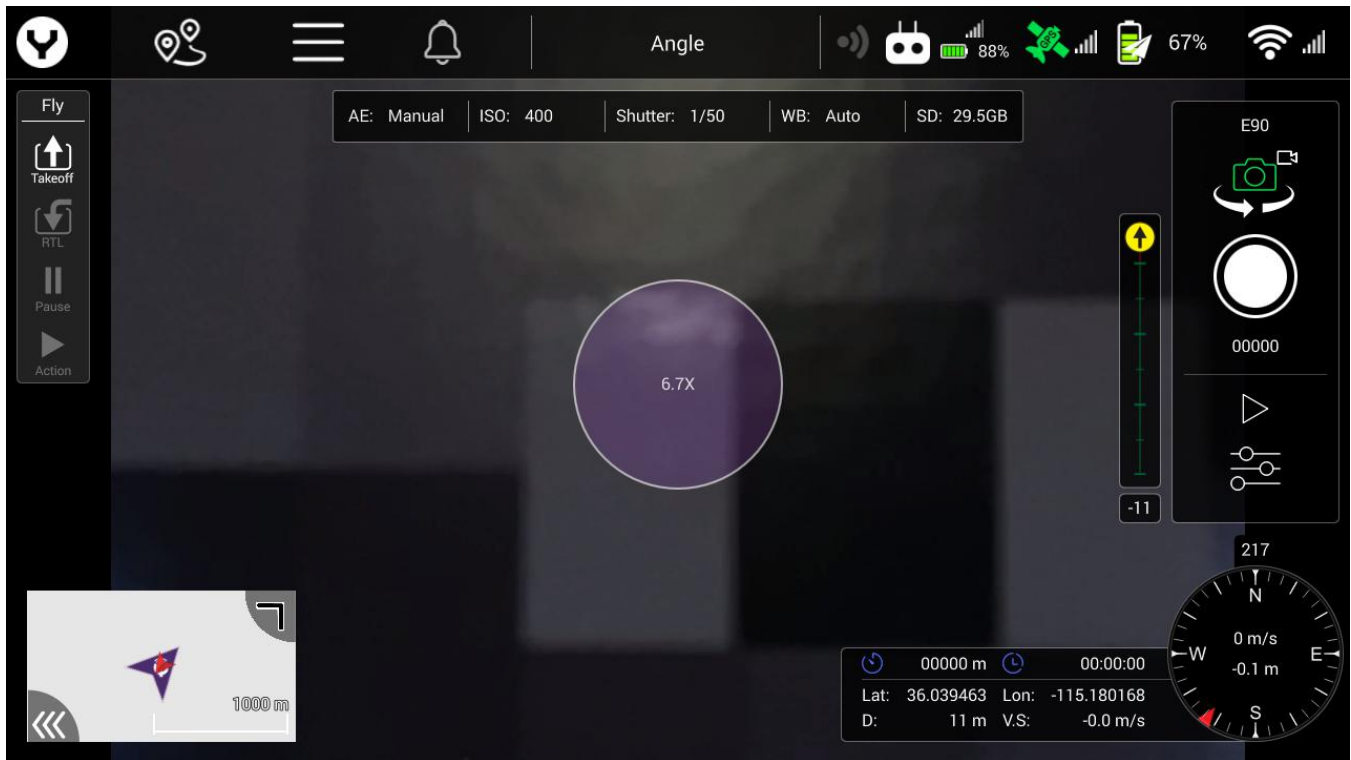 Angle
88%
GPS
67%
Fly
Takeoff
RTL
Pause
Action
AE: Manual ISO: 400 Shutter: 1/50 WB: Auto SD: 29.5GB
E90
00000
6.7X
-11
217
N
W E
S
0 m/s
-0.1 m
1000 m
00000 m 00:00:00
Lat: 36.039463 Lon: -115.180168
D: 11 m V.S: -0.0 m/s